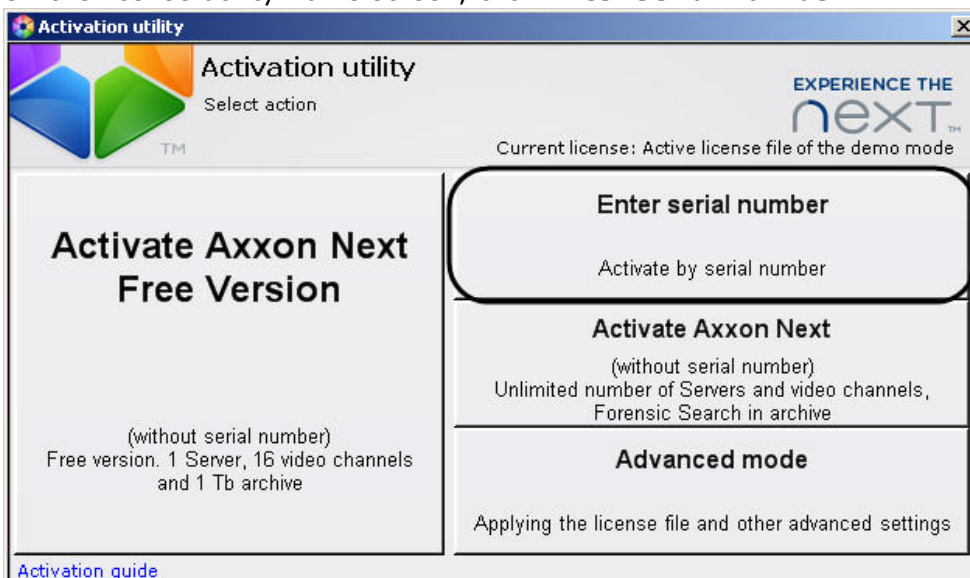 Activation utility
Activation utility
Select action
EXPERIENCE THE
next TM
TM
Current license: Active license file of the demo mode
Activate Axxon Next
Free Version
(without serial number)
Free version. 1 Server, 16 video channels
and 1 Tb archive
Enter serial number
Activate by serial number
Activate Axxon Next
(without serial number)
Unlimited number of Servers and video channels,
Forensic Search in archive
Advanced mode
Applying the license file and other advanced settings
Activation guide